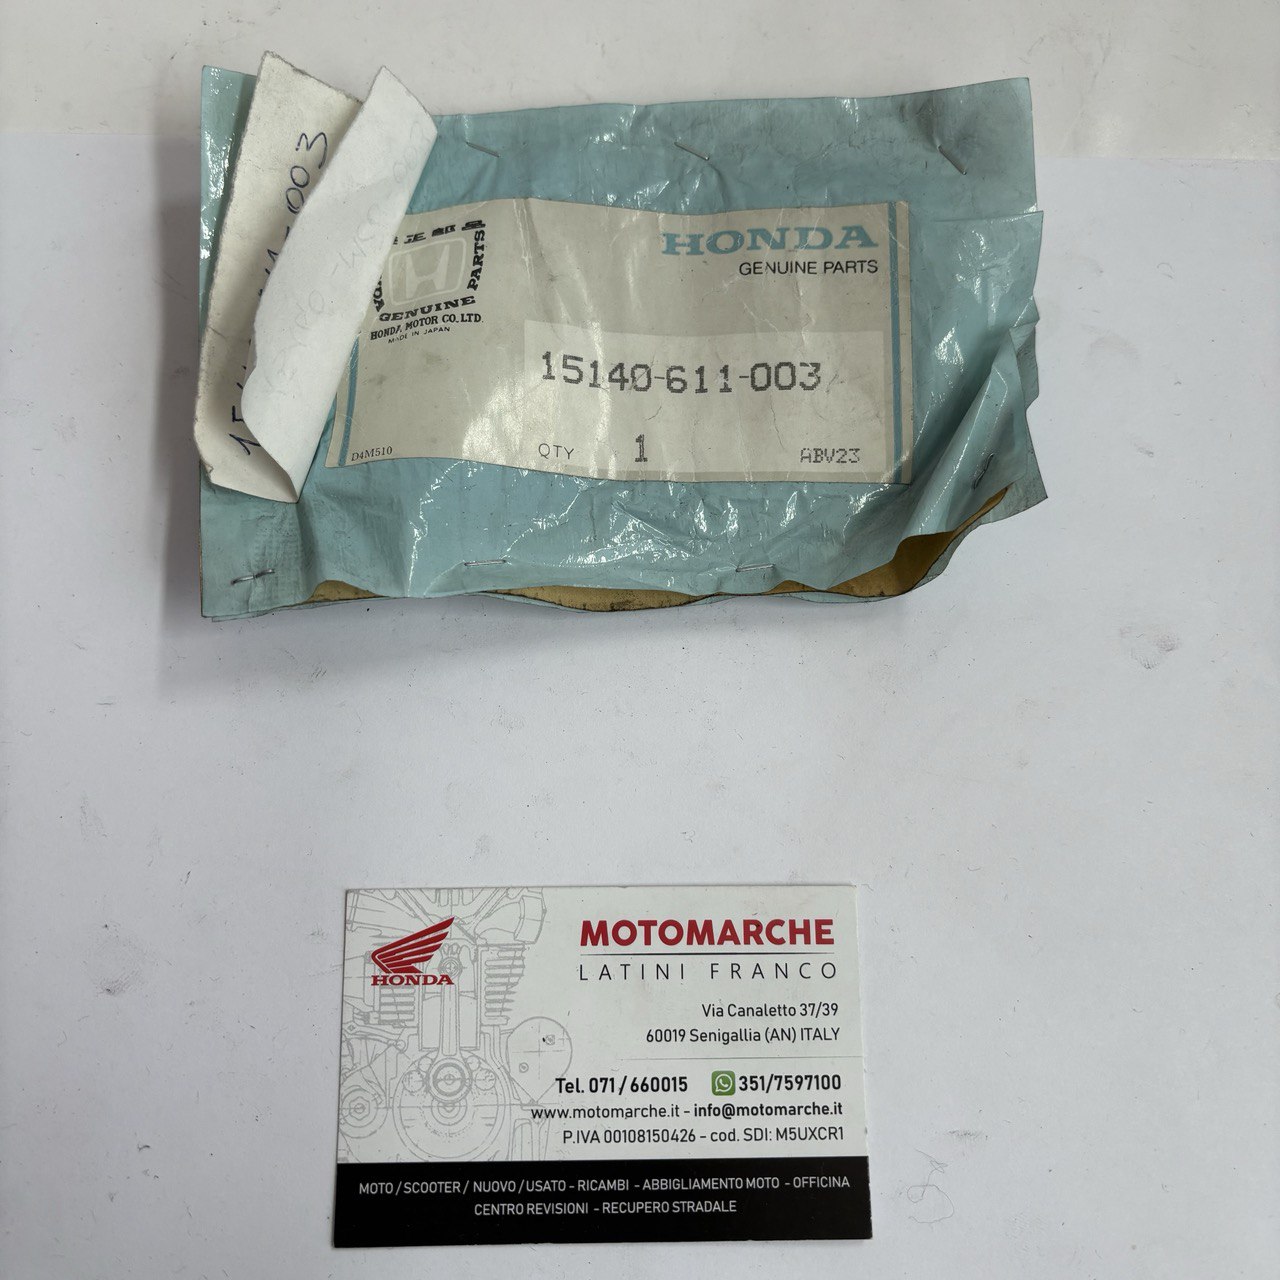 003
HONDA
GENUINE PARTS
PARTS
GENUINE
HONDA MOTOR CO.,LTD.
MADE IN JAPAN
15140-611-003
D4M510
QTY 1 ABV23
HONDA
MOTOMARCHE
LATINI FRANCO
Via Canaletto 37/39
60019 Senigallia (AN) ITALY
Tel. 071/660015 351/7597100
www.motomarche.it - info@motomarche.it
P.IVA 00108150426 - cod. SDI: M5UXCR1
MOTO / SCOOTER / NUOVO / USATO - RICAMBI - ABBIGLIAMENTO MOTO - OFFICINA
CENTRO REVISIONI - RECUPERO STRADALE